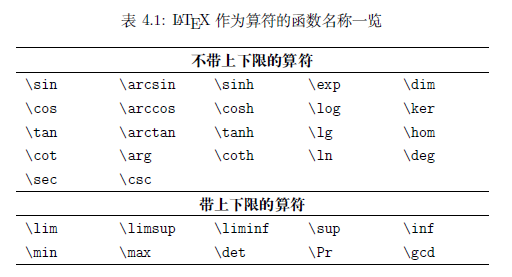 表 4.1: LATEX 作为算符的函数名称一览
不带上下限的算符
\sin \arcsin \sinh \exp \dim
\cos \arccos \cosh \log \ker
\tan \arctan \tanh \lg \hom
\cot \arg \coth \ln \deg
\sec \csc
带上下限的算符
\lim \limsup \liminf \sup \inf
\min \max \det \Pr \gcd